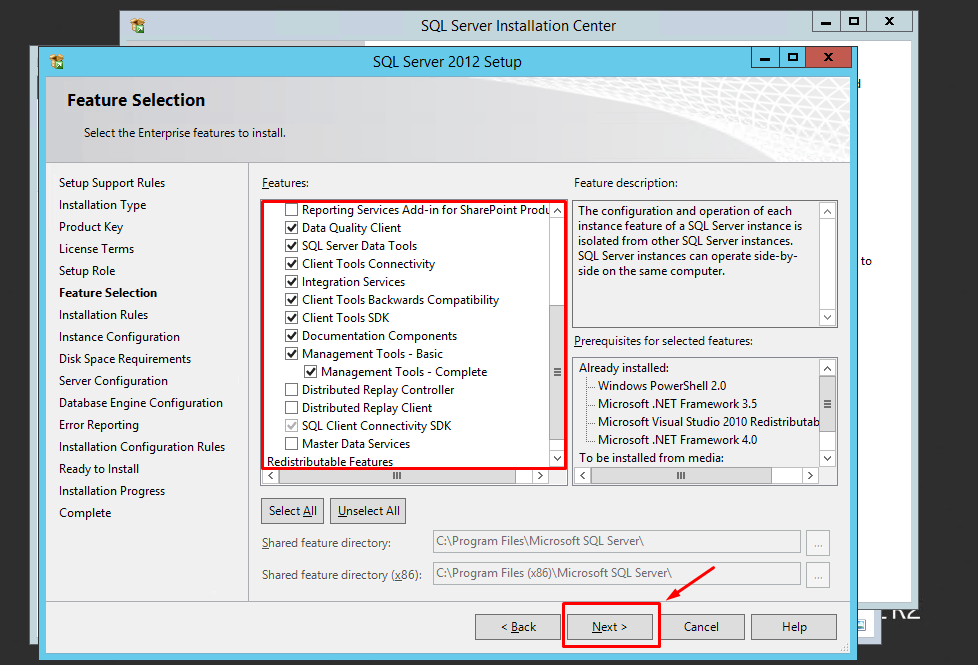 SQL Server Installation Center
SQL Server 2012 Setup
Feature Selection
Select the Enterprise features to install.
Setup Support Rules
Installation Type
Product Key
License Terms
Setup Role
Feature Selection
Installation Rules
Instance Configuration
Disk Space Requirements
Server Configuration
Database Engine Configuration
Error Reporting
Installation Configuration Rules
Ready to Install
Installation Progress
Complete
Features:
Reporting Services Add-in for SharePoint Produ
Data Quality Client
SQL Server Data Tools
Client Tools Connectivity
Integration Services
Client Tools Backwards Compatibility
Client Tools SDK
Documentation Components
Management Tools - Basic
Management Tools - Complete
Distributed Replay Controller
Distributed Replay Client
SQL Client Connectivity SDK
Master Data Services
Redistributable Features
Select All
Unselect All
Feature description:
The configuration and operation of each
instance feature of a SQL Server instance is
isolated from other SQL Server instances.
SQL Server instances can operate side-by-
side on the same computer.
Prerequisites for selected features:
Already installed:
Windows PowerShell 2.0
Microsoft .NET Framework 3.5
Microsoft Visual Studio 2010 Redistributab
Microsoft .NET Framework 4.0
To be installed from media:
Shared feature directory:
C:\Program Files\Microsoft SQL Server\
...
Shared feature directory (x86):
C:\Program Files (x86)\Microsoft SQL Server\
...
< Back
Next >
Cancel
Help
to
R2